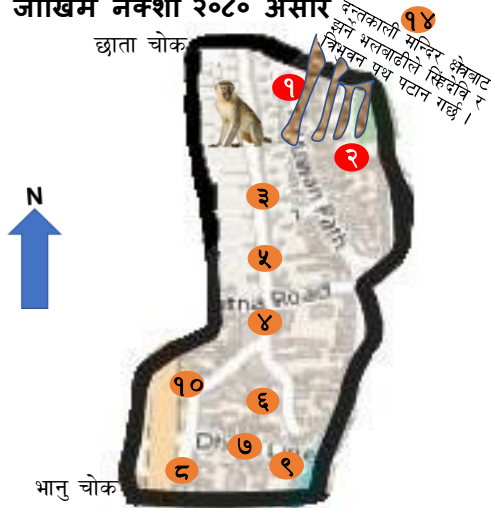 जोखिम नक्शा २०८० असार
१४
दन्तकाली मन्दिर क्षेत्रबाट
झर्ने भलबाढीले सिंहदेवि र
त्रिभुवन पथ पटान गर्छ ।
छाता चोक
१
२
N
३
५
Road
४
१०
६
७
८
९
भानु चोक